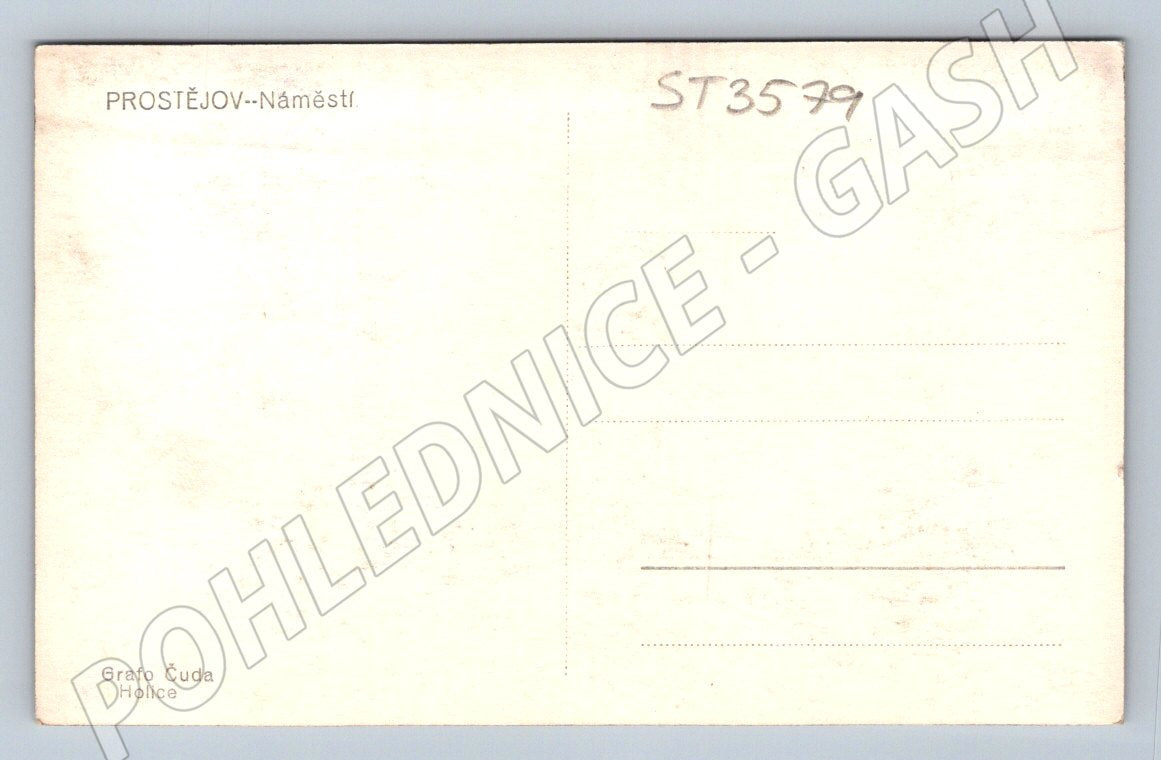 PROSTĚJOV--Náměstí
ST3579
POHLEDNICE - GASH
Grafo Čuda
Holice